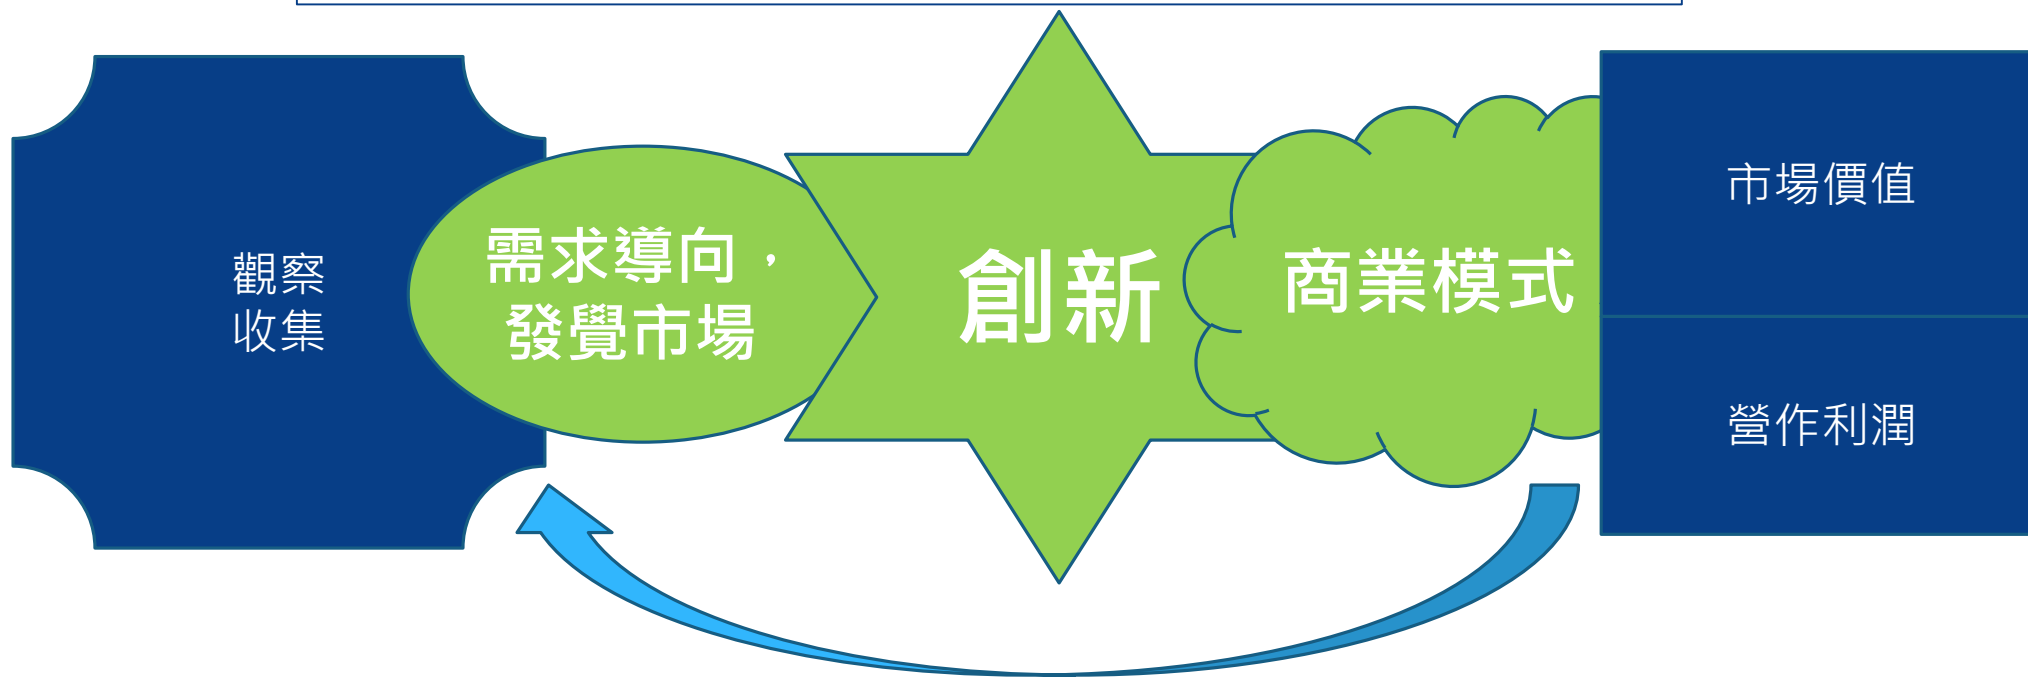 觀察
收集
需求導向，
發覺市場
創新
商業模式
市場價值
營作利潤